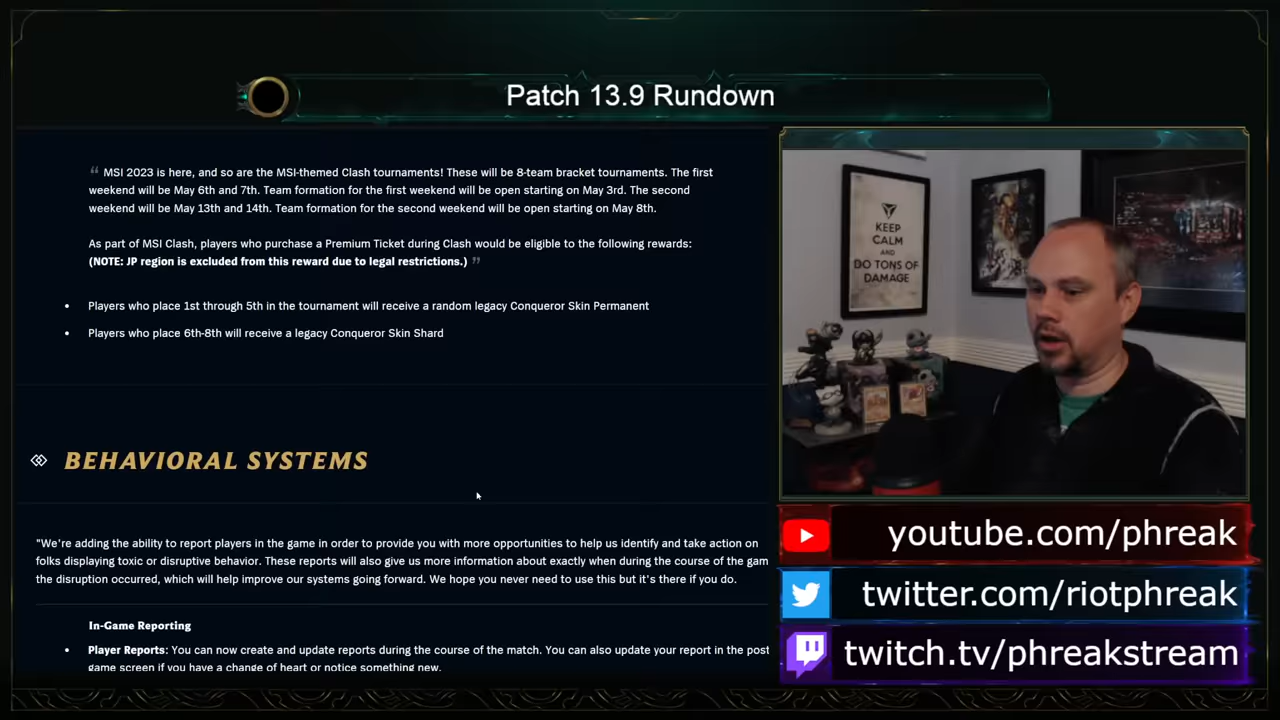 Patch 13.9 Rundown
“ MSI 2023 is here, and so are the MSI-themed Clash tournaments! These will be 8-team bracket tournaments. The first
weekend will be May 6th and 7th. Team formation for the first weekend will be open starting on May 3rd. The second
weekend will be May 13th and 14th. Team formation for the second weekend will be open starting on May 8th.
As part of MSI Clash, players who purchase a Premium Ticket during Clash would be eligible to the following rewards:
(NOTE: JP region is excluded from this reward due to legal restrictions.) ”
• Players who place 1st through 5th in the tournament will receive a random legacy Conqueror Skin Permanent
• Players who place 6th-8th will receive a legacy Conqueror Skin Shard
BEHAVIORAL SYSTEMS
"We're adding the ability to report players in the game in order to provide you with more opportunities to help us identify and take action on
folks displaying toxic or disruptive behavior. These reports will also give us more information about exactly when during the course of the gam
the disruption occurred, which will help improve our systems going forward. We hope you never need to use this but it's there if you do.
In-Game Reporting
• Player Reports: You can now create and update reports during the course of the match. You can also update your report in the post
game screen if you have a change of heart or notice something new.
KEEP
CALM
AND
DO TONS OF
DAMAGE
youtube.com/phreak
twitter.com/riotphreak
twitch.tv/phreakstream